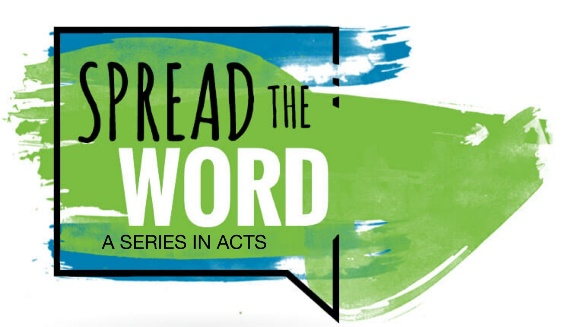 SPREAD THE
WORD
A SERIES IN ACTS